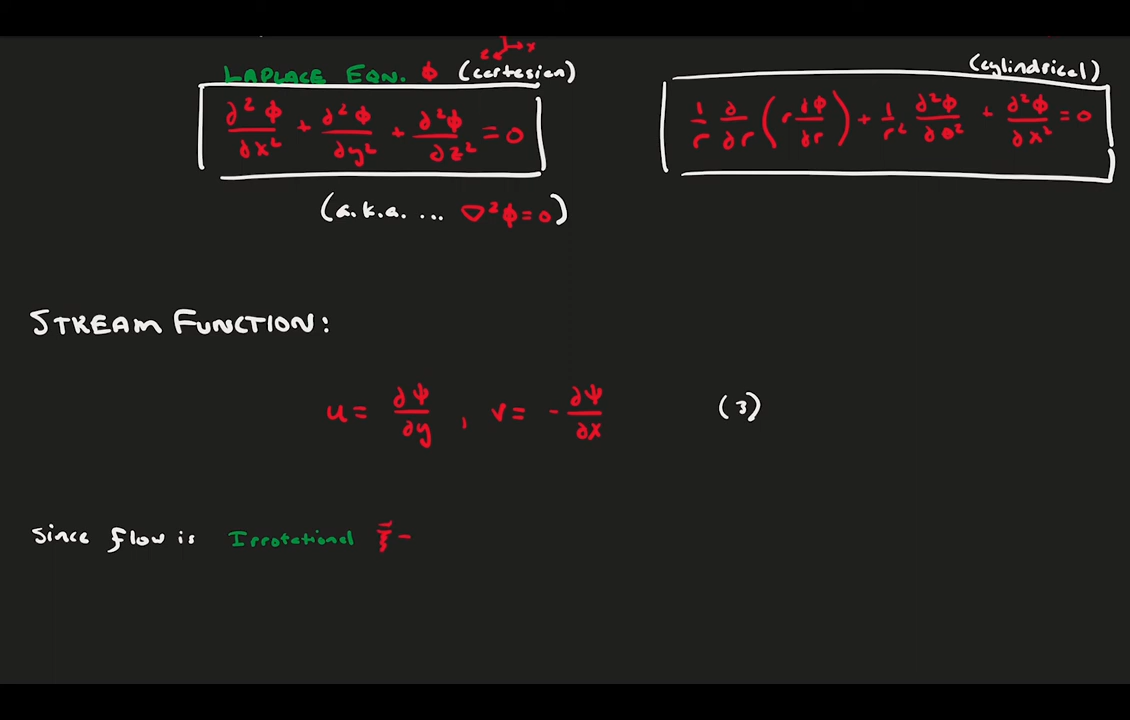 z x
LAPLACE EQN. ϕ (cartesian)
∂²ϕ/∂x² + ∂²ϕ/∂y² + ∂²ϕ/∂z² = 0
(a.k.a. ... ∇²ϕ = 0)
(cylindrical)
1/r ∂/∂r (r ∂ϕ/∂r) + 1/r² ∂²ϕ/∂θ² + ∂²ϕ/∂x² = 0
STREAM FUNCTION:
u = ∂ψ/∂y , v = - ∂ψ/∂x (3)
Since flow is Irrotational